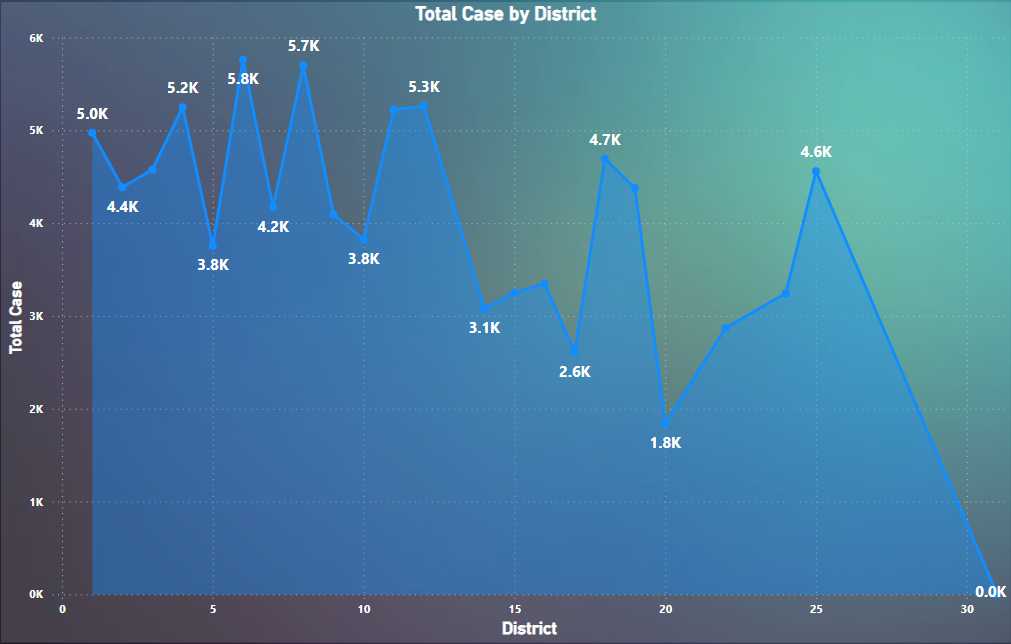 Total Case by District
6K
5K
4K
3K
2K
1K
0K
Total Case
5.0K
4.4K
5.2K
3.8K
5.8K
4.2K
5.7K
3.8K
5.3K
3.1K
2.6K
4.7K
1.8K
4.6K
0.0K
0 5 10 15 20 25 30
District